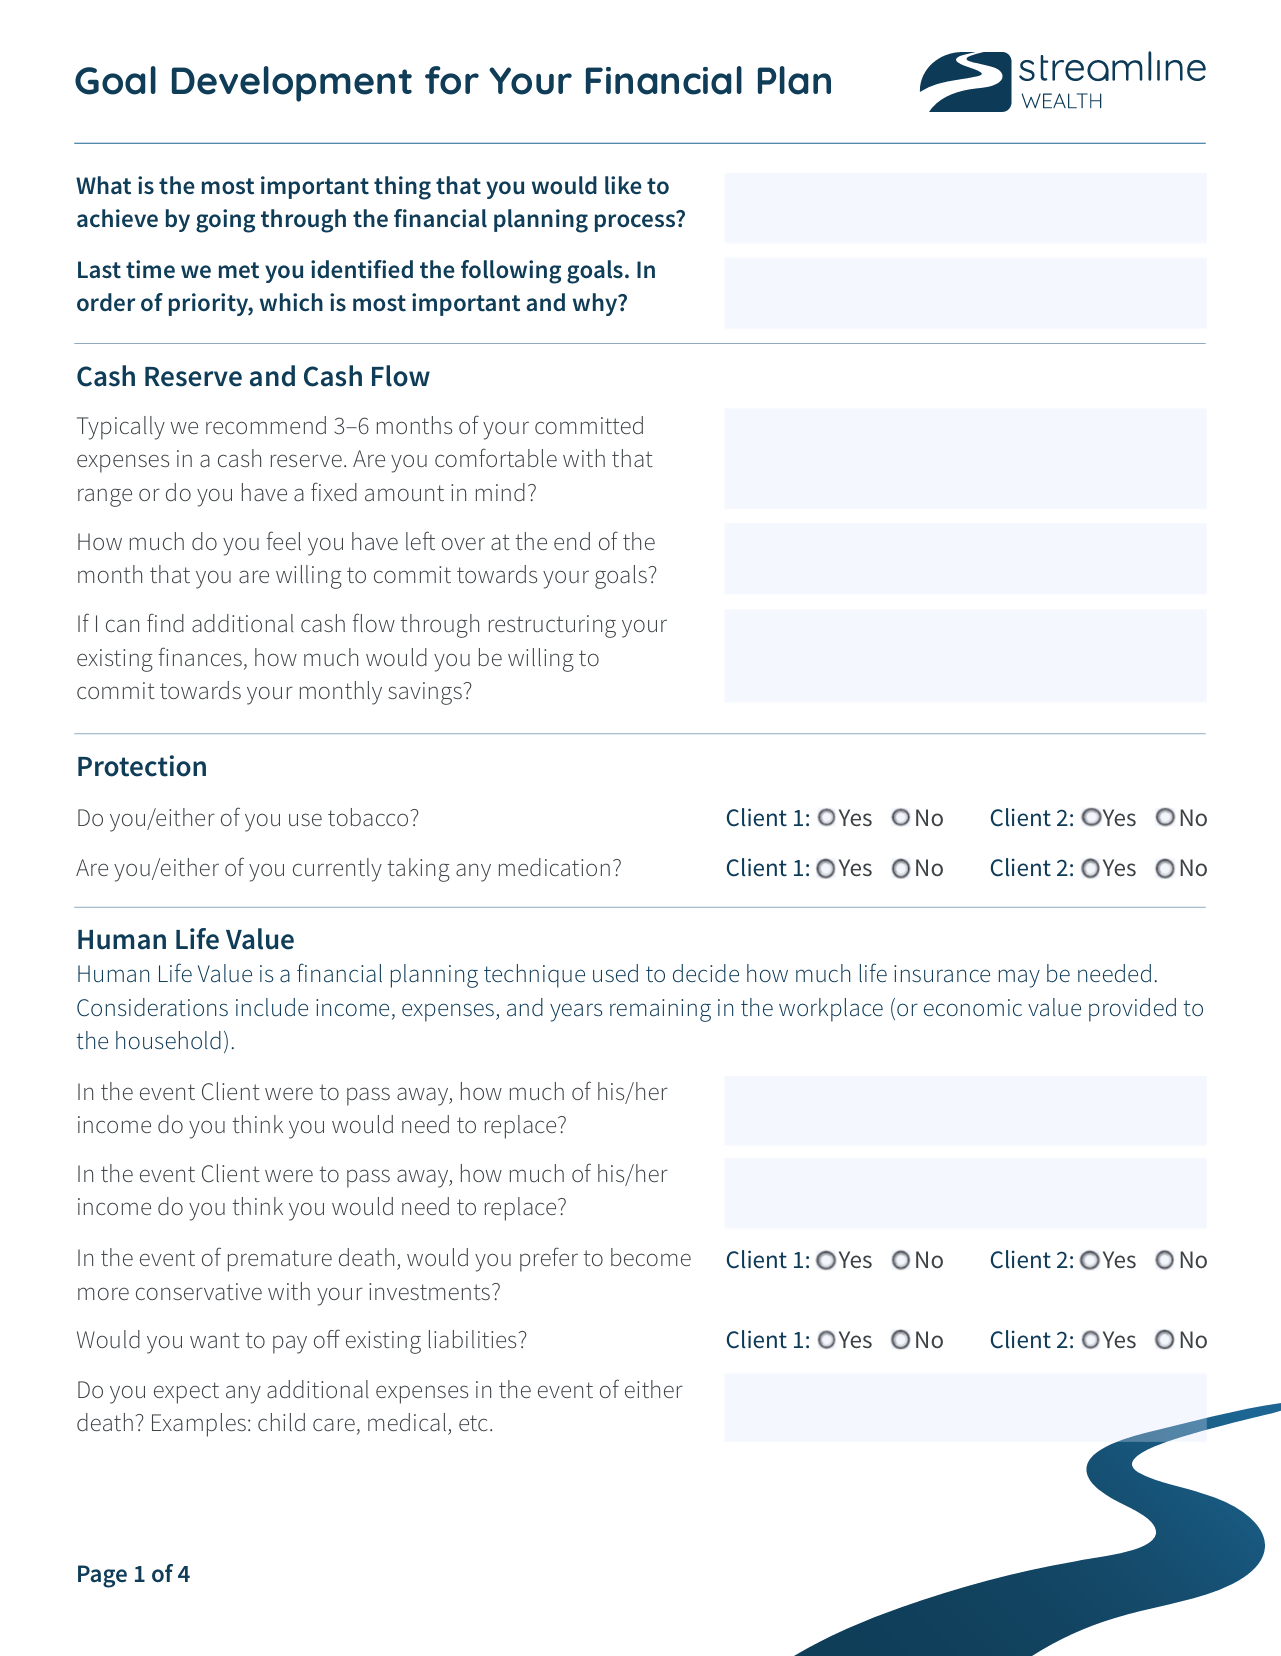 Goal Development for Your Financial Plan
streamline
WEALTH
What is the most important thing that you would like to
achieve by going through the financial planning process?
Last time we met you identified the following goals. In
order of priority, which is most important and why?
Cash Reserve and Cash Flow
Typically we recommend 3–6 months of your committed
expenses in a cash reserve. Are you comfortable with that
range or do you have a fixed amount in mind?
How much do you feel you have left over at the end of the
month that you are willing to commit towards your goals?
If I can find additional cash flow through restructuring your
existing finances, how much would you be willing to
commit towards your monthly savings?
Protection
Do you/either of you use tobacco? Client 1: Yes No Client 2: Yes No
Are you/either of you currently taking any medication? Client 1: Yes No Client 2: Yes No
Human Life Value
Human Life Value is a financial planning technique used to decide how much life insurance may be needed.
Considerations include income, expenses, and years remaining in the workplace (or economic value provided to
the household).
In the event Client were to pass away, how much of his/her
income do you think you would need to replace?
In the event Client were to pass away, how much of his/her
income do you think you would need to replace?
In the event of premature death, would you prefer to become Client 1: Yes No Client 2: Yes No
more conservative with your investments?
Would you want to pay off existing liabilities? Client 1: Yes No Client 2: Yes No
Do you expect any additional expenses in the event of either
death? Examples: child care, medical, etc.
Page 1 of 4